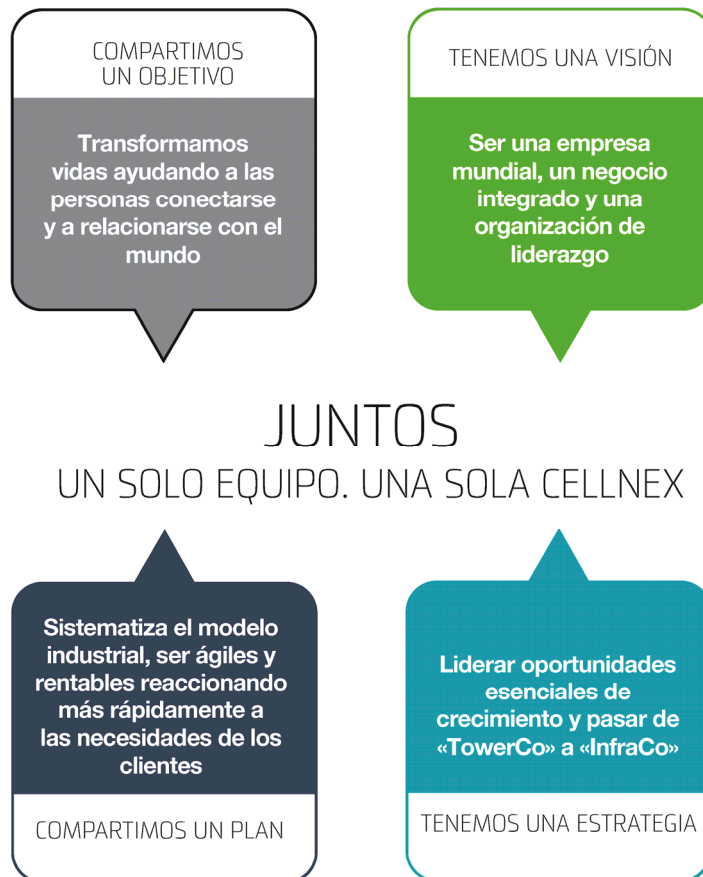 COMPARTIMOS
UN OBJETIVO
Transformamos
vidas ayudando a las
personas conectarse
y a relacionarse con el
mundo
TENEMOS UNA VISIÓN
Ser una empresa
mundial, un negocio
integrado y una
organización de
liderazgo
JUNTOS
UN SOLO EQUIPO. UNA SOLA CELLNEX
Sistematiza el modelo
industrial, ser ágiles y
rentables reaccionando
más rápidamente a
las necesidades de los
clientes
COMPARTIMOS UN PLAN
Liderar oportunidades
esenciales de
crecimiento y pasar de
«TowerCo» a «InfraCo»
TENEMOS UNA ESTRATEGIA